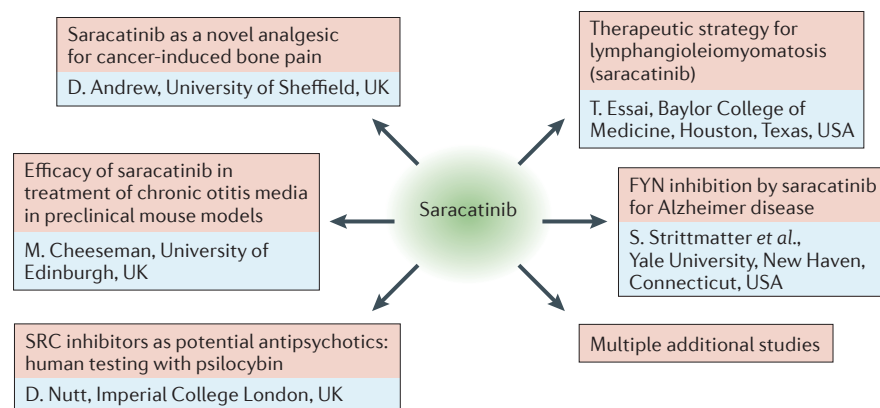 Saracatinib as a novel analgesic
for cancer-induced bone pain
D. Andrew, University of Sheffield, UK
Therapeutic strategy for
lymphangioleiomyomatosis
(saracatinib)
T. Essai, Baylor College of
Medicine, Houston, Texas, USA
Efficacy of saracatinib in
treatment of chronic otitis media
in preclinical mouse models
M. Cheeseman, University of
Edinburgh, UK
Saracatinib
FYN inhibition by saracatinib
for Alzheimer disease
S. Strittmatter et al.,
Yale University, New Haven,
Connecticut, USA
SRC inhibitors as potential antipsychotics:
human testing with psilocybin
D. Nutt, Imperial College London, UK
Multiple additional studies